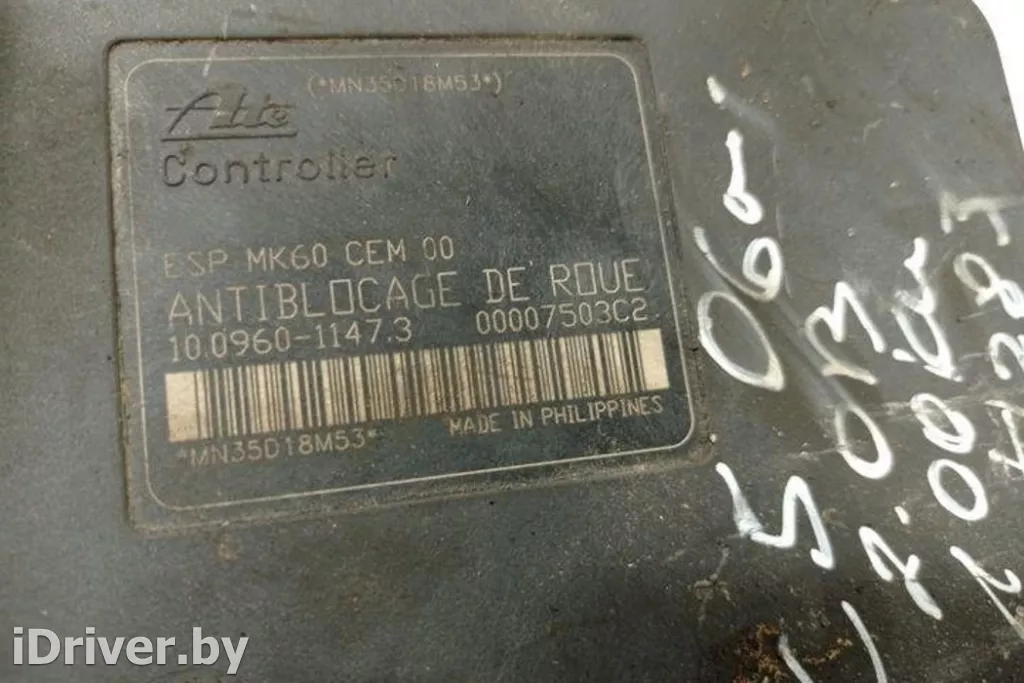 (*MN35D18M53*)
Ate
Controller
ESP MK60 CEM 00
ANTIBLOCAGE DE ROUE
10.0960-1147.3 00007503C2
MADE IN PHILIPPINES
*MN35D18M53*
iDriver.by